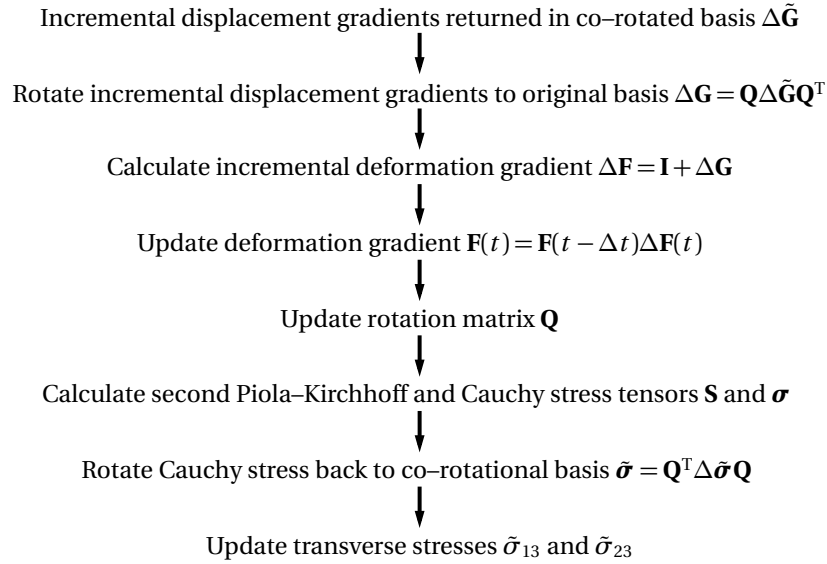 Incremental displacement gradients returned in co–rotated basis ΔG̃
Rotate incremental displacement gradients to original basis ΔG = QΔG̃Qᵀ
Calculate incremental deformation gradient ΔF = I + ΔG
Update deformation gradient F(t) = F(t − Δt)ΔF(t)
Update rotation matrix Q
Calculate second Piola–Kirchhoff and Cauchy stress tensors S and σ
Rotate Cauchy stress back to co–rotational basis σ̃ = QᵀΔσ̃Q
Update transverse stresses σ̃₁₃ and σ̃₂₃